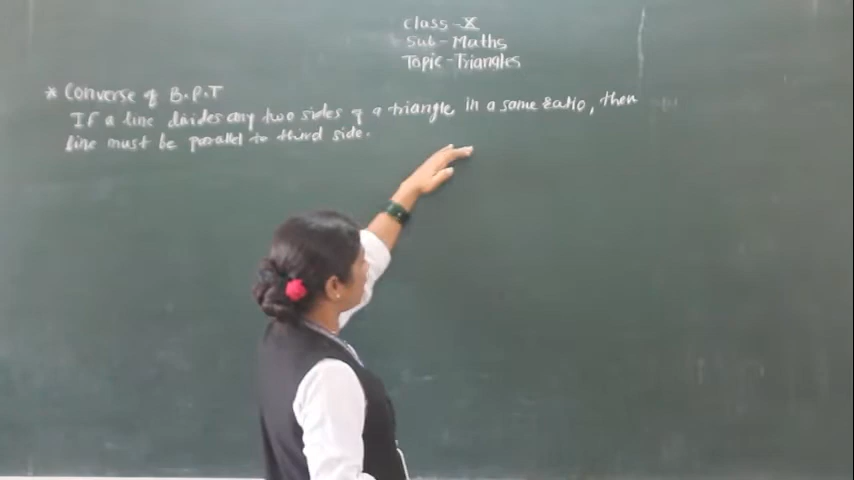 Class - X
Sub - Maths
Topic - Triangles
* Converse of B.P.T
If a line divides any two sides of a triangle in a same ratio, then
line must be parallel to third side.